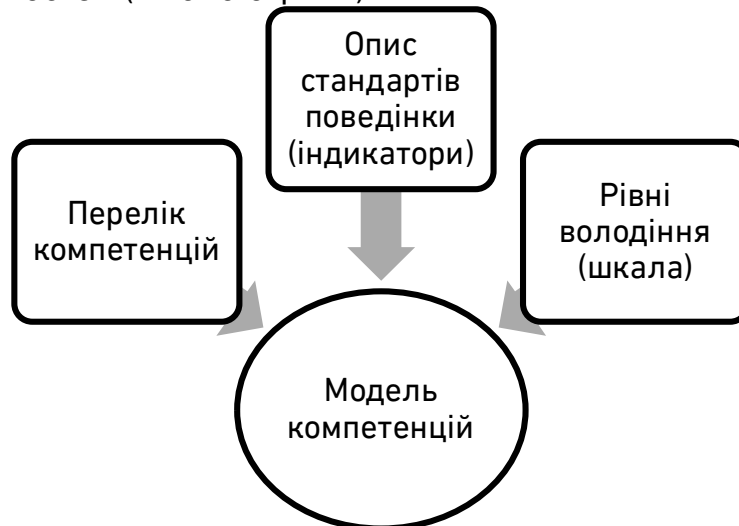 Опис
стандартів
поведінки
(індикатори)
Перелік
компетенцій
Рівні
володіння
(шкала)
Модель
компетенцій